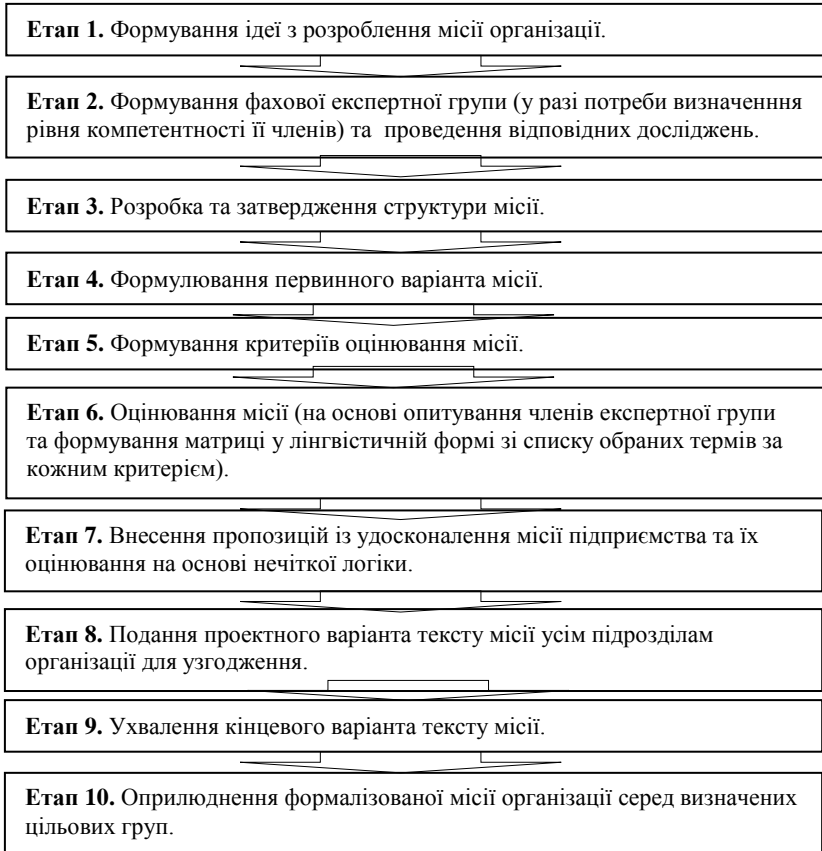 Етап 1. Формування ідеї з розроблення місії організації.
Етап 2. Формування фахової експертної групи (у разі потреби визначенння
рівня компетентності її членів) та проведення відповідних досліджень.
Етап 3. Розробка та затвердження структури місії.
Етап 4. Формулювання первинного варіанта місії.
Етап 5. Формування критеріїв оцінювання місії.
Етап 6. Оцінювання місії (на основі опитування членів експертної групи
та формування матриці у лінгвістичній формі зі списку обраних термів за
кожним критерієм).
Етап 7. Внесення пропозицій із удосконалення місії підприємства та їх
оцінювання на основі нечіткої логіки.
Етап 8. Подання проектного варіанта тексту місії усім підрозділам
організації для узгодження.
Етап 9. Ухвалення кінцевого варіанта тексту місії.
Етап 10. Оприлюднення формалізованої місії організації серед визначених
цільових груп.